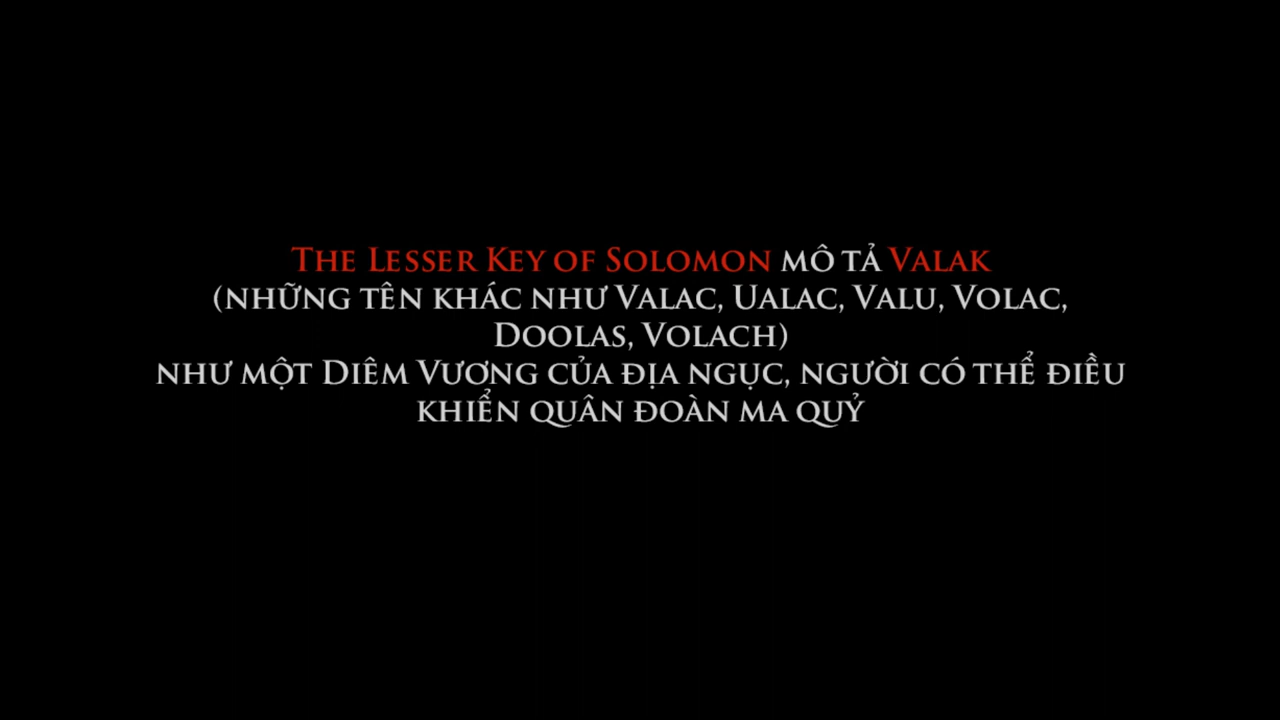 The Lesser Key of Solomon mô tả Valak
(những tên khác như Valac, Ualac, Valu, Volac,
Doolas, Volach)
như một Diêm Vương của địa ngục, người có thể điều
khiển quân đoàn ma quỷ